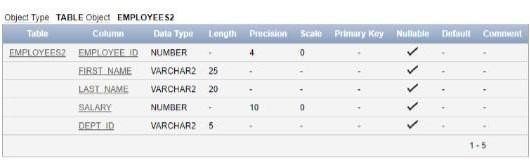 Object Type TABLE Object EMPLOYEES2
Table Column Data Type Length Precision Scale Primary Key Nullable Default Comment
EMPLOYEES2 EMPLOYEE_ID NUMBER - 4 0 - ✓ - -
FIRST_NAME VARCHAR2 25 - - - ✓ - -
LAST_NAME VARCHAR2 20 - - - ✓ - -
SALARY NUMBER - 10 0 - ✓ - -
DEPT_ID VARCHAR2 5 - - - ✓ - -
1 - 5